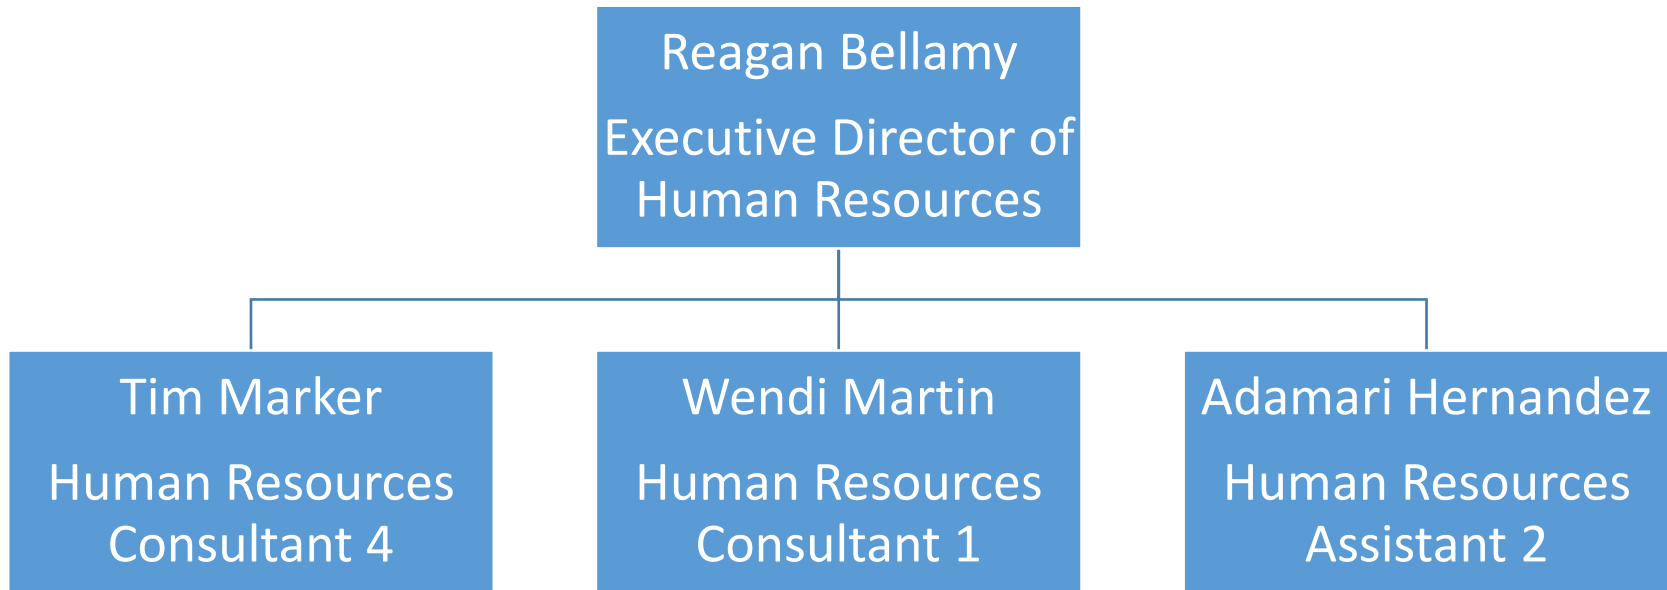 Reagan Bellamy
Executive Director of
Human Resources
Tim Marker
Human Resources
Consultant 4
Wendi Martin
Human Resources
Consultant 1
Adamari Hernandez
Human Resources
Assistant 2